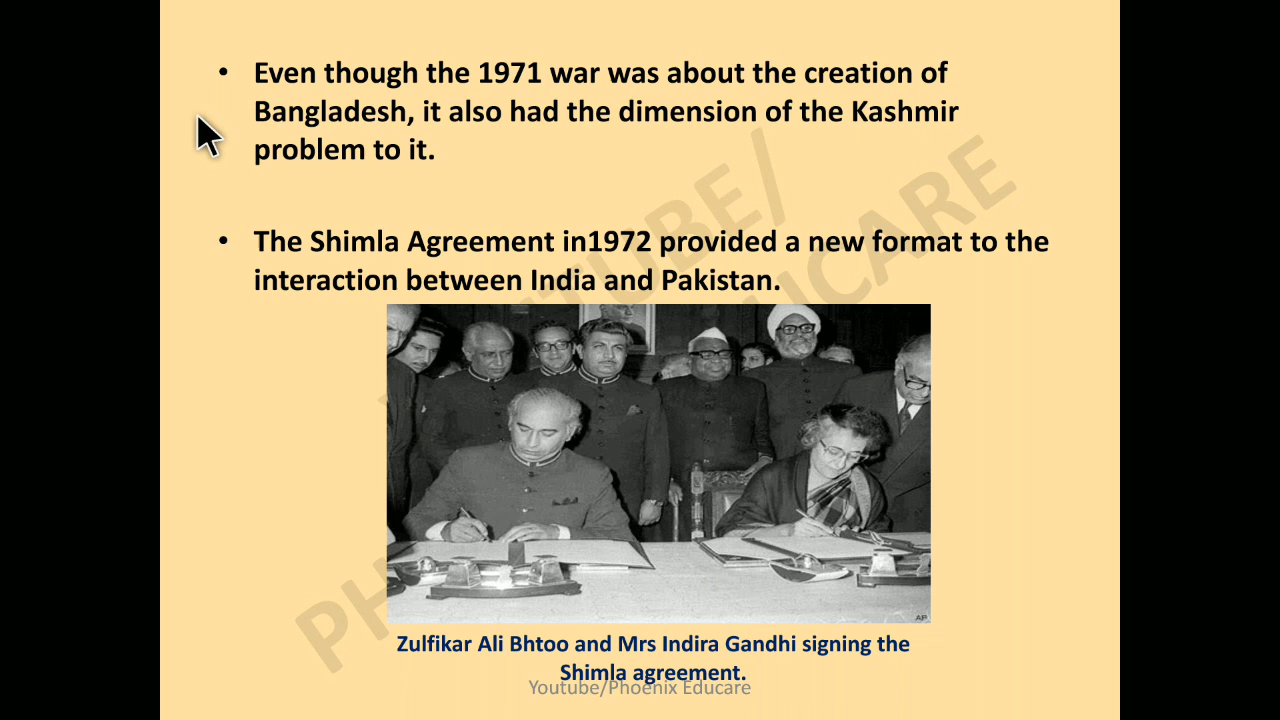 • Even though the 1971 war was about the creation of
Bangladesh, it also had the dimension of the Kashmir
problem to it.
• The Shimla Agreement in1972 provided a new format to the
interaction between India and Pakistan.
AP
Zulfikar Ali Bhtoo and Mrs Indira Gandhi signing the
Shimla agreement.
Youtube/Phoenix Educare